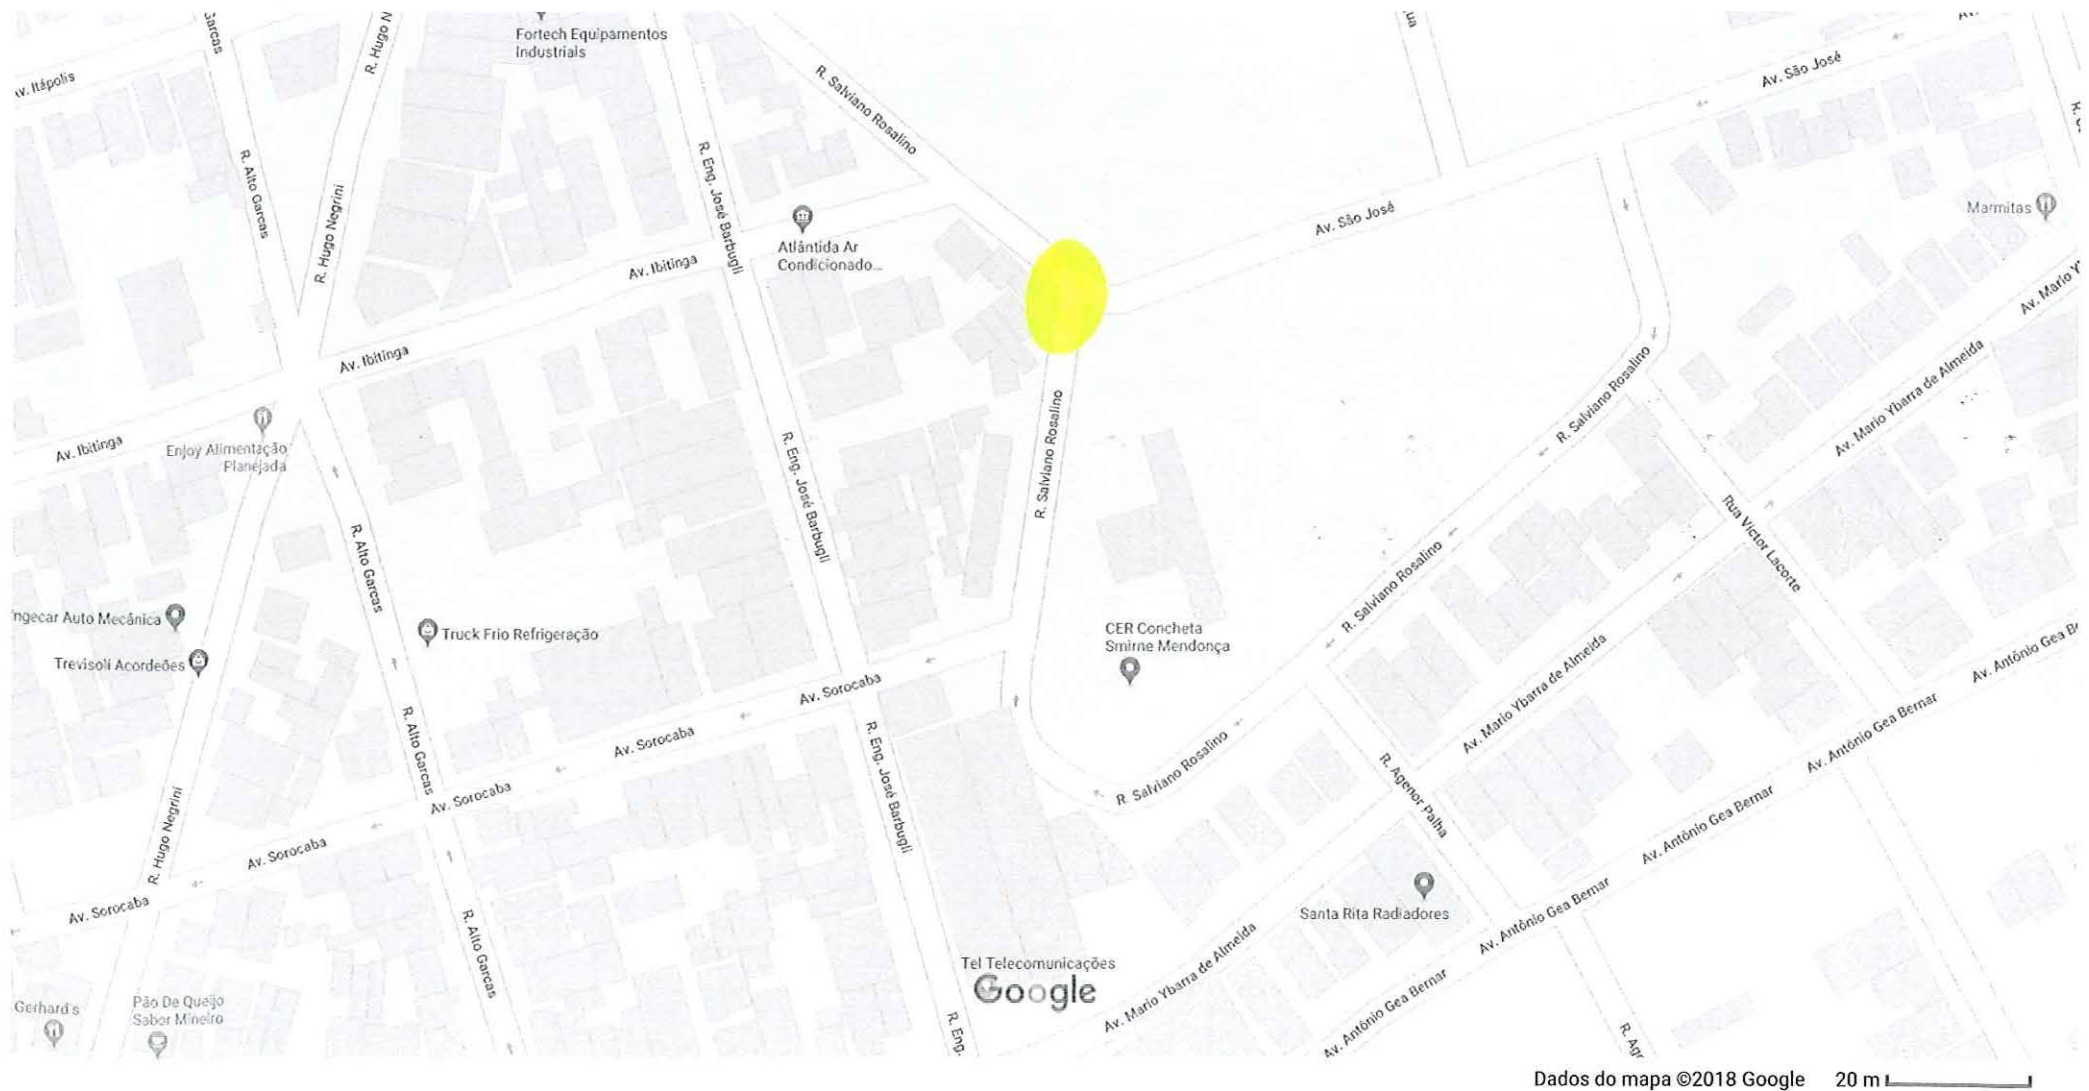 Garcas
R. Hugo N
Fortech Equipamentos
Industriais
R. Salviano Rosalino
Av. São José
Av. Itápolis
R. Alto Garcas
R. Hugo Negrini
R. Eng. José Barbugli
Atlântida Ar
Condicionado...
Av. Ibitinga
Av. São José
Marmitas
Av. Mario Y
Av. Ibitinga
Av. Ibitinga
Enjoy Alimentação
Planejada
R. Eng. José Barbugli
R. Salviano Rosalino
R. Salviano Rosalino
Av. Mario Ybarra de Almeida
Rua Victor Lacorte
R. Alto Garcas
R. Salviano Rosalino
ngecar Auto Mecânica
Trevisoli Acordeões
Truck Frio Refrigeração
CER Concheta
Smirne Mendonça
Av. Sorocaba
Av. Sorocaba
Av. Sorocaba
Av. Sorocaba
Av. Sorocaba
R. Alto Garcas
R. Hugo Negrini
R. Eng. José Barbugli
R. Salviano Rosalino
Av. Mario Ybarra de Almeida
R. Agenor Palha
Av. Antônio Gea Be
Av. Antônio Gea Bernar
Av. Antônio Gea Bernar
Av. Antônio Gea Bernar
Av. Antônio Gea Bernar
Santa Rita Radiadores
R. Alto Garcas
Tel Telecomunicações
Google
Av. Mario Ybarra de Almeida
Gerhard's
Pão De Queijo
Sabor Mineiro
R. Eng.
R. Agr
Dados do mapa ©2018 Google 20 m